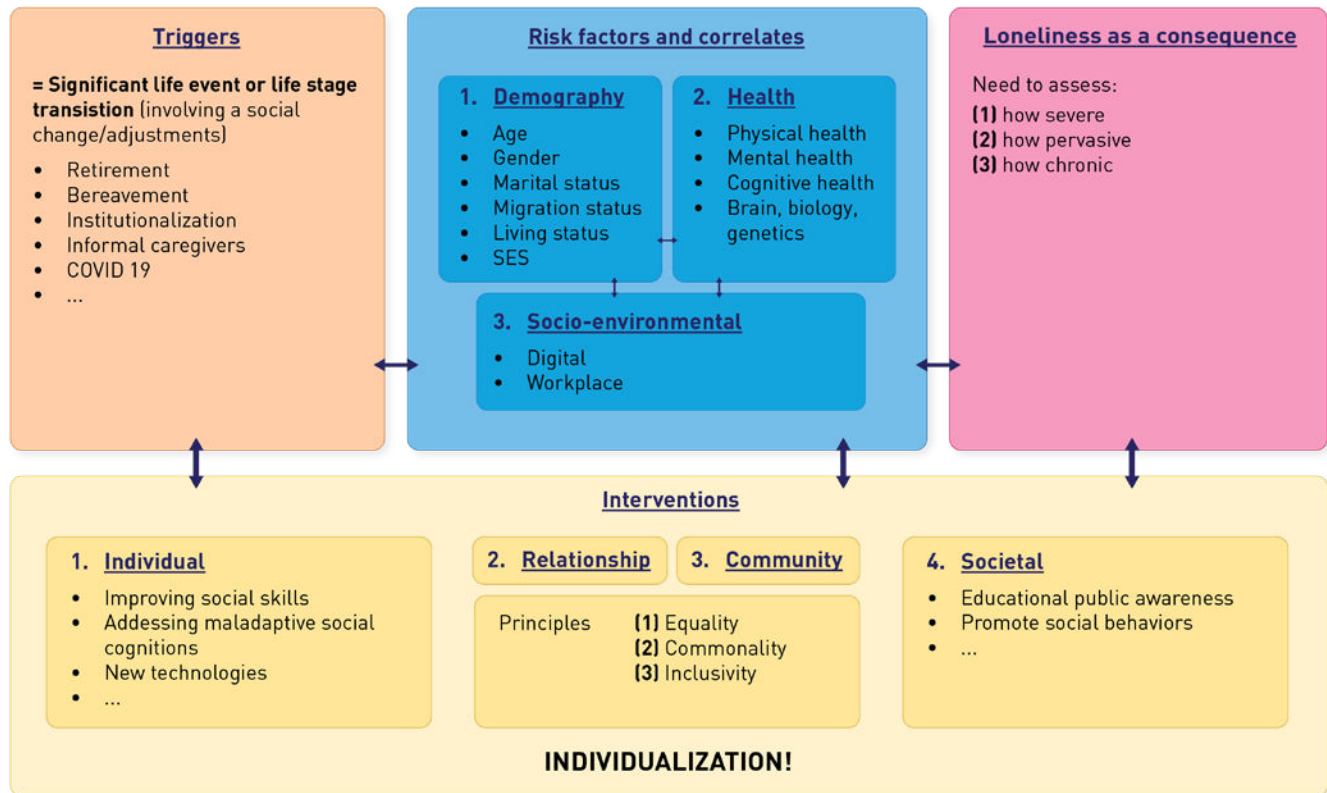 Triggers
= Significant life event or life stage
transistion (involving a social
change/adjustments)
• Retirement
• Bereavement
• Institutionalization
• Informal caregivers
• COVID 19
• ...
Risk factors and correlates
1. Demography
• Age
• Gender
• Marital status
• Migration status
• Living status
• SES
2. Health
• Physical health
• Mental health
• Cognitive health
• Brain, biology,
genetics
3. Socio-environmental
• Digital
• Workplace
Loneliness as a consequence
Need to assess:
(1) how severe
(2) how pervasive
(3) how chronic
Interventions
1. Individual
• Improving social skills
• Addessing maladaptive social
cognitions
• New technologies
• ...
2. Relationship
3. Community
Principles (1) Equality
(2) Commonality
(3) Inclusivity
4. Societal
• Educational public awareness
• Promote social behaviors
• ...
INDIVIDUALIZATION!